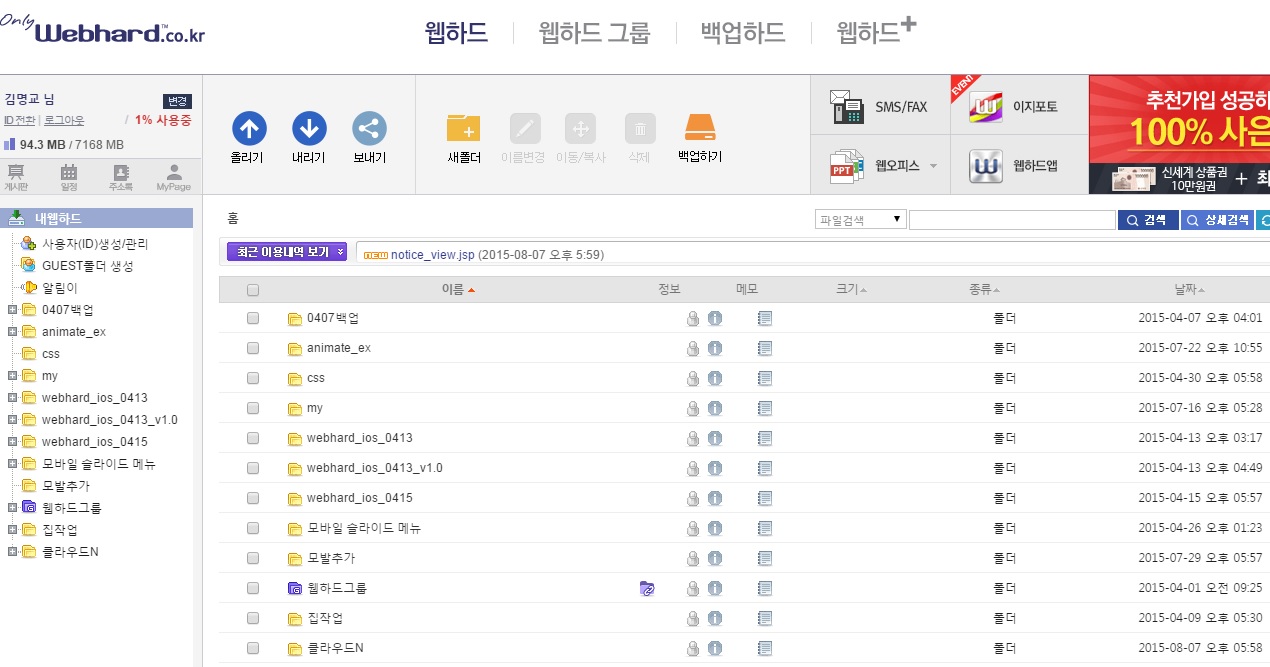 Only Webhard.co.kr
웹하드 웹하드 그룹 백업하드 웹하드+
김명교 님 변경
ID전환 | 로그아웃 / 1% 사용중
94.3 MB / 7168 MB
게시판 일정 주소록 MyPage
올리기 내리기 보내기
새폴더 이름변경 이동/복사 삭제 백업하기
SMS/FAX
EVENT
이지포토
PPT
웹오피스
웹하드앱
추천가입 성공하
100% 사은
신세계 상품권
10만원권 + 최
내웹하드
사용자(ID)생성/관리
GUEST폴더 생성
알림이
0407백업
animate_ex
css
my
webhard_ios_0413
webhard_ios_0413_v1.0
webhard_ios_0415
모바일 슬라이드 메뉴
모발추가
웹하드그룹
집작업
클라우드N
홈
파일검색 검색 상세검색
최근 이용내역 보기 NEW notice_view.jsp (2015-08-07 오후 5:59)
이름 정보 메모 크기 종류 날짜
0407백업 폴더 2015-04-07 오후 04:01
animate_ex 폴더 2015-07-22 오후 10:55
css 폴더 2015-04-30 오후 05:58
my 폴더 2015-07-16 오후 05:28
webhard_ios_0413 폴더 2015-04-13 오후 03:17
webhard_ios_0413_v1.0 폴더 2015-04-13 오후 04:49
webhard_ios_0415 폴더 2015-04-15 오후 05:57
모바일 슬라이드 메뉴 폴더 2015-04-26 오후 01:23
모발추가 폴더 2015-07-29 오후 05:57
웹하드그룹 폴더 2015-04-01 오전 09:25
집작업 폴더 2015-04-09 오후 05:30
클라우드N 폴더 2015-08-07 오후 05:58